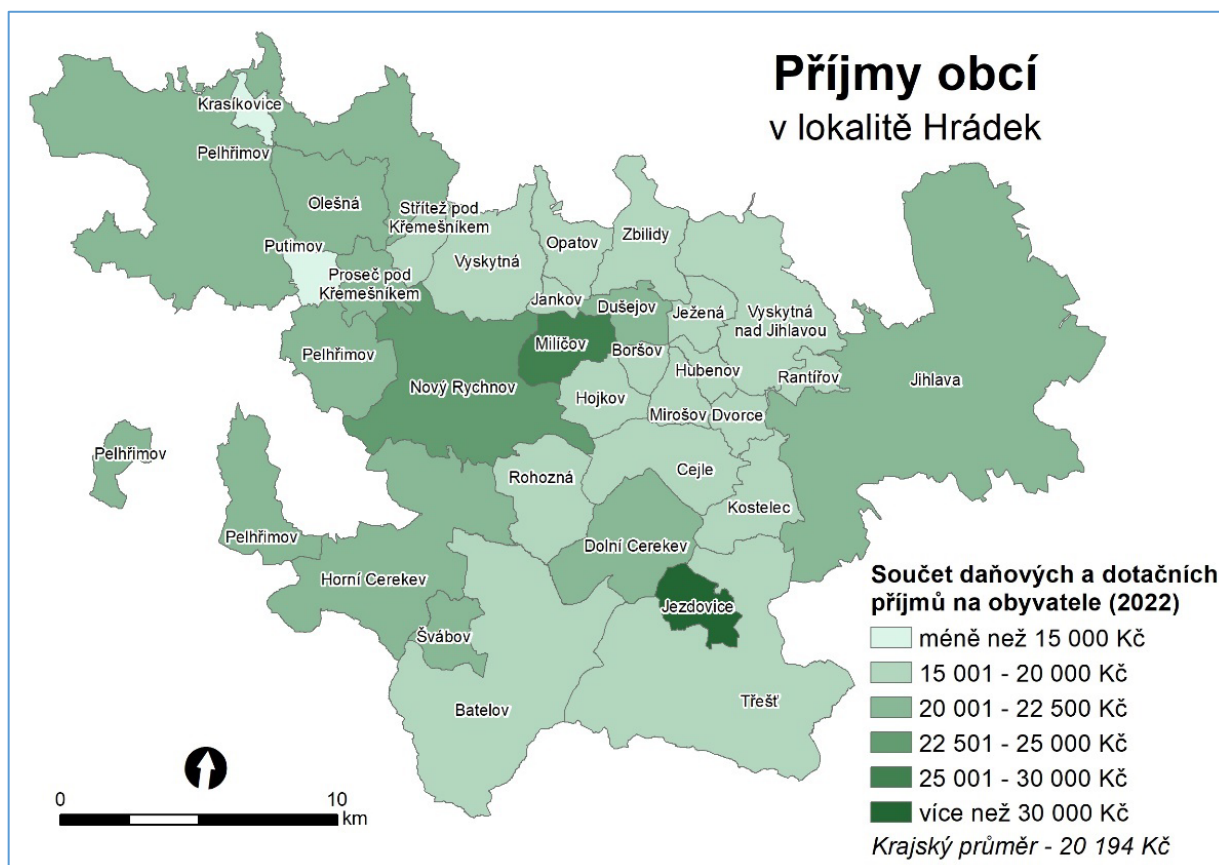 Příjmy obcí
v lokalitě Hrádek
Krasíkovice
Pelhřimov
Olešná
Střítež pod
Křemešníkem
Putimov
Proseč pod
Křemešníkem
Vyskytná
Opatov
Zbilidy
Jankov
Dušejov
Ježená
Vyskytná
nad Jihlavou
Pelhřimov
Milíčov
Boršov
Hubenov
Rantířov
Jihlava
Nový Rychnov
Hojkov
Mirošov
Dvorce
Pelhřimov
Rohozná
Cejle
Kostelec
Pelhřimov
Dolní Cerekev
Horní Cerekev
Jezdovice
Švábov
Batelov
Třešť
Součet daňových a dotačních
příjmů na obyvatele (2022)
méně než 15 000 Kč
15 001 - 20 000 Kč
20 001 - 22 500 Kč
22 501 - 25 000 Kč
25 001 - 30 000 Kč
více než 30 000 Kč
Krajský průměr - 20 194 Kč
0 10
km